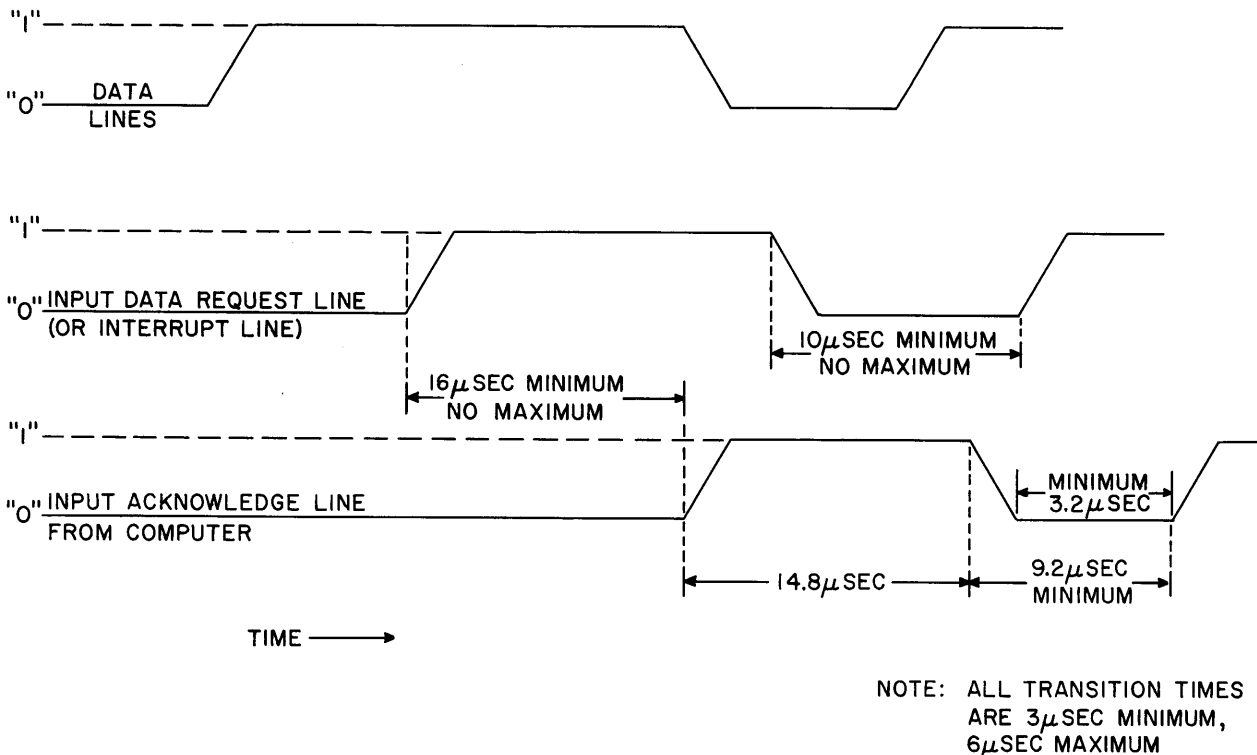 "1"
"0" DATA
LINES
"1"
"0" INPUT DATA REQUEST LINE
(OR INTERRUPT LINE)
10μSEC MINIMUM
NO MAXIMUM
16μSEC MINIMUM
NO MAXIMUM
"1"
"0" INPUT ACKNOWLEDGE LINE
FROM COMPUTER
MINIMUM
3.2μSEC
14.8μSEC
9.2μSEC
MINIMUM
TIME
NOTE: ALL TRANSITION TIMES
ARE 3μSEC MINIMUM,
6μSEC MAXIMUM